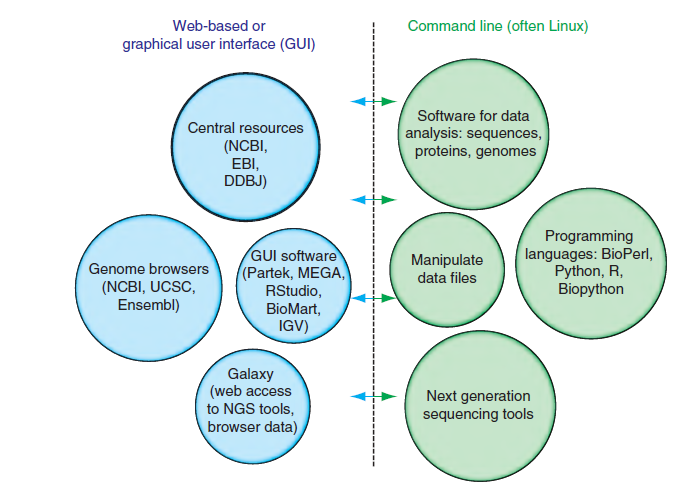 Web-based or
graphical user interface (GUI)
Command line (often Linux)
Central resources
(NCBI,
EBI,
DDBJ)
Software for data
analysis: sequences,
proteins, genomes
Genome browsers
(NCBI, UCSC,
Ensembl)
GUI software
(Partek, MEGA,
RStudio,
BioMart,
IGV)
Manipulate
data files
Programming
languages: BioPerl,
Python, R,
Biopython
Galaxy
(web access
to NGS tools,
browser data)
Next generation
sequencing tools